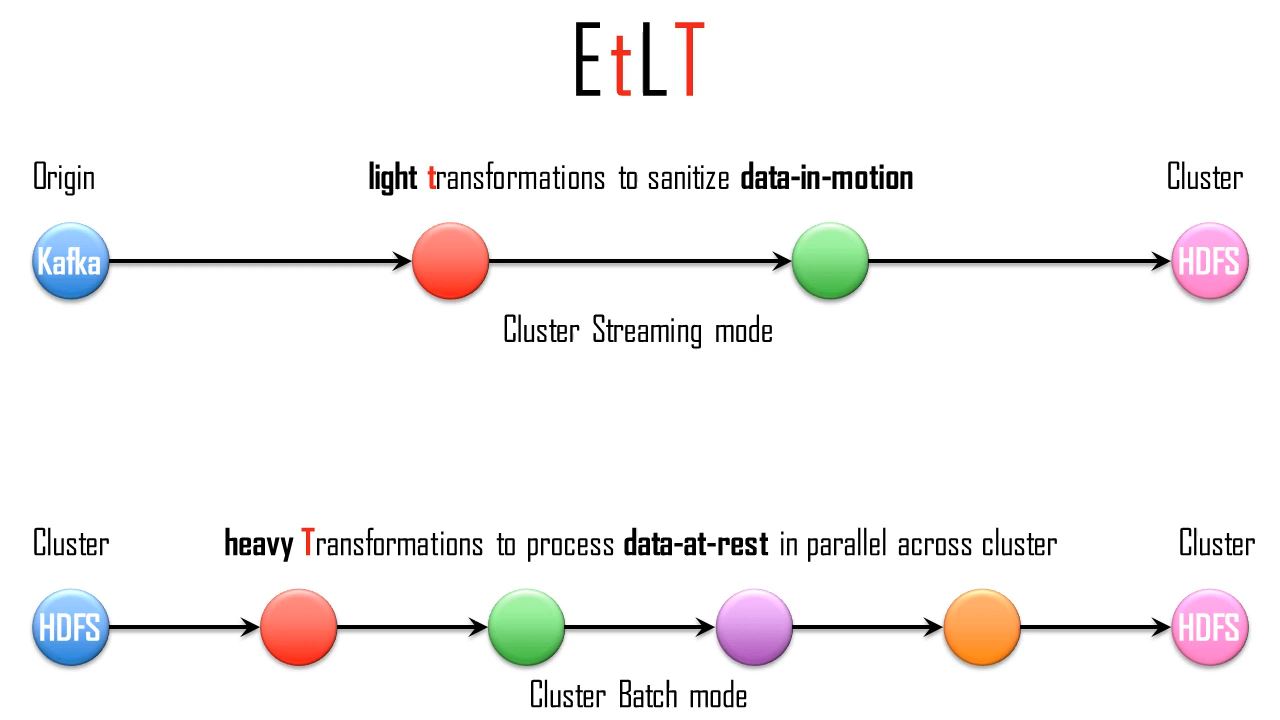 EtLT
Origin
light transformations to sanitize data-in-motion
Cluster
Kafka
HDFS
Cluster Streaming mode
Cluster
heavy Transformations to process data-at-rest in parallel across cluster
Cluster
HDFS
HDFS
Cluster Batch mode